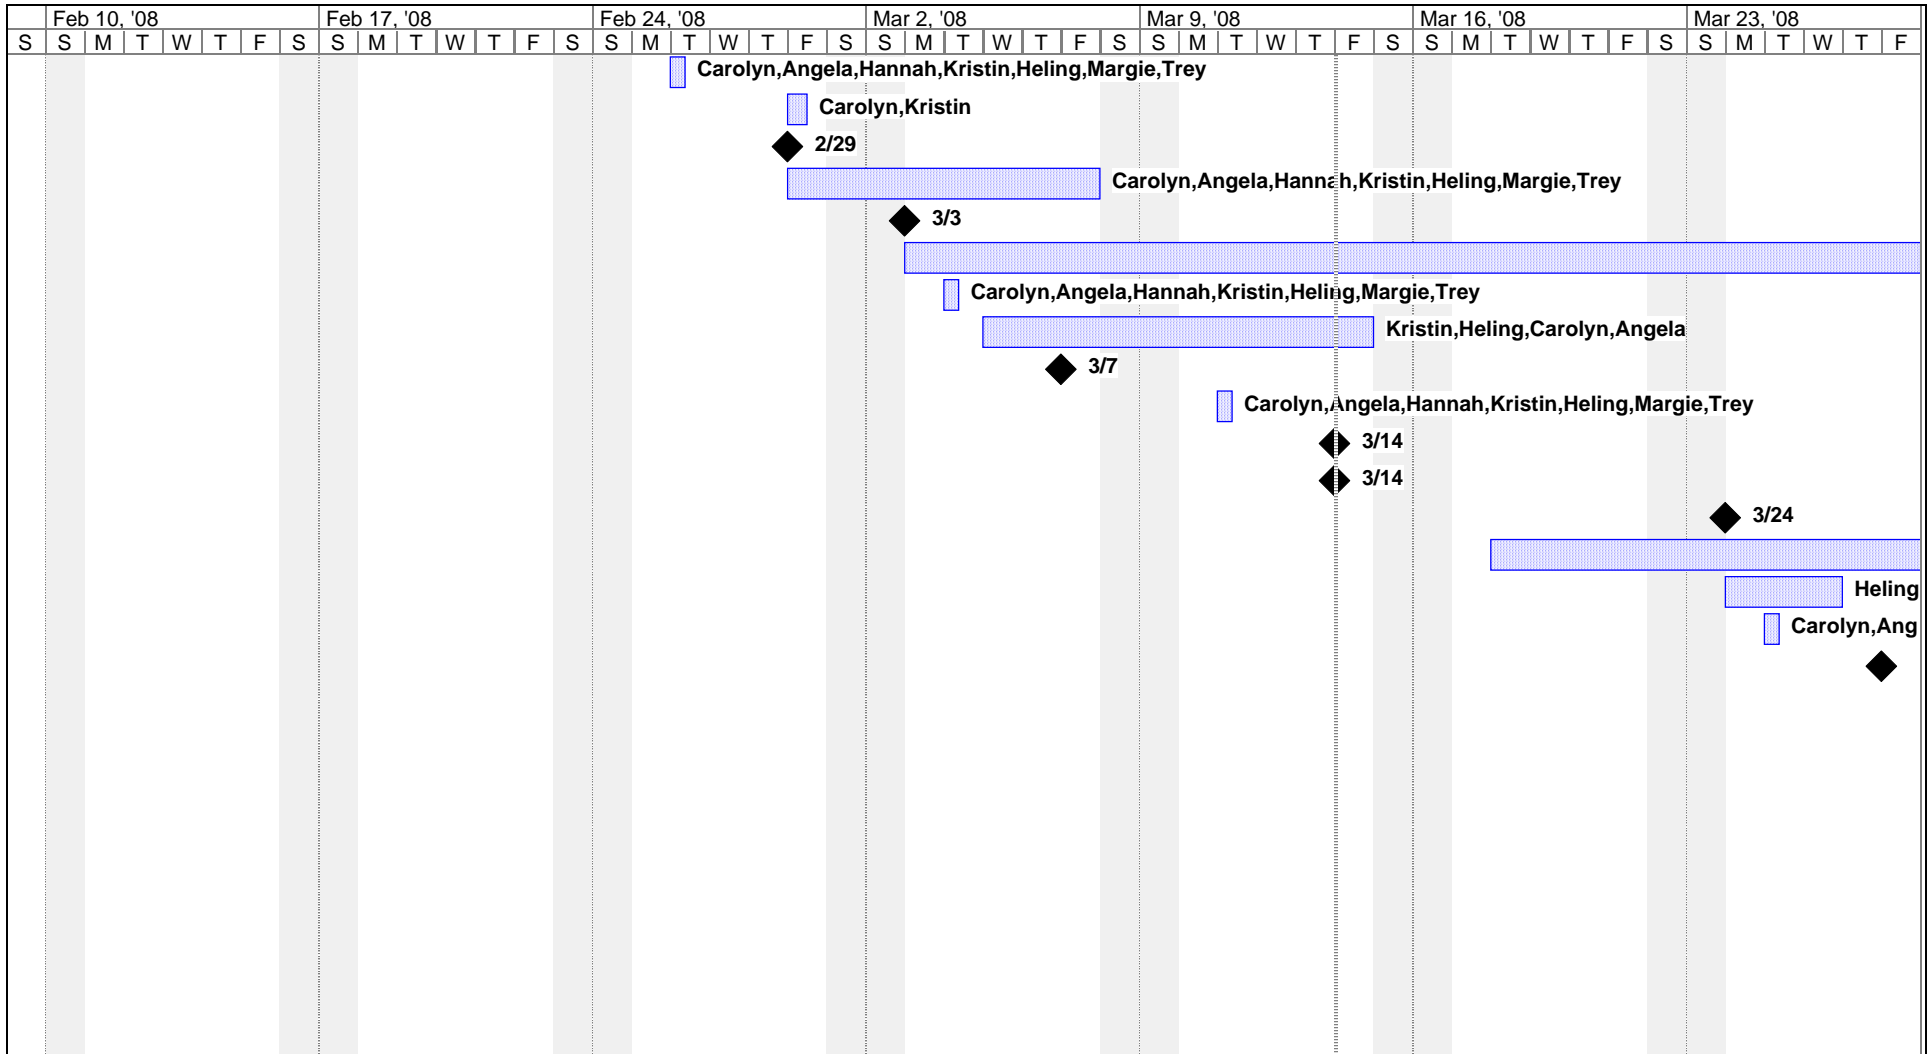 Feb 10, '08 Feb 17, '08 Feb 24, '08 Mar 2, '08 Mar 9, '08 Mar 16, '08 Mar 23, '08
S S M T W T F S S M T W T F S S M T W T F S S M T W T F S S M T W T F S S M T W T F S S M T W T F
Carolyn,Angela,Hannah,Kristin,Heling,Margie,Trey
Carolyn,Kristin
2/29
Carolyn,Angela,Hannah,Kristin,Heling,Margie,Trey
3/3
Carolyn,Angela,Hannah,Kristin,Heling,Margie,Trey
Kristin,Heling,Carolyn,Angela
3/7
Carolyn,Angela,Hannah,Kristin,Heling,Margie,Trey
3/14
3/14
3/24
Heling
Carolyn,Ang